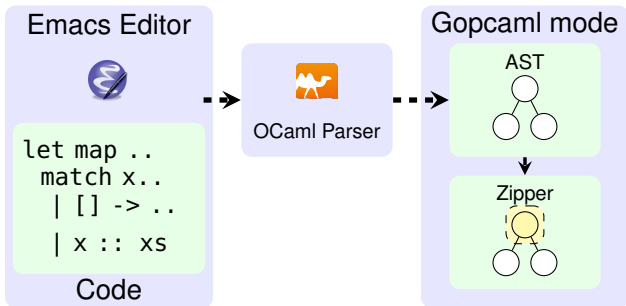 Emacs Editor
let map ..
match x..
| [] -> ..
| x :: xs
Code
OCaml Parser
Gopcaml mode
AST
Zipper